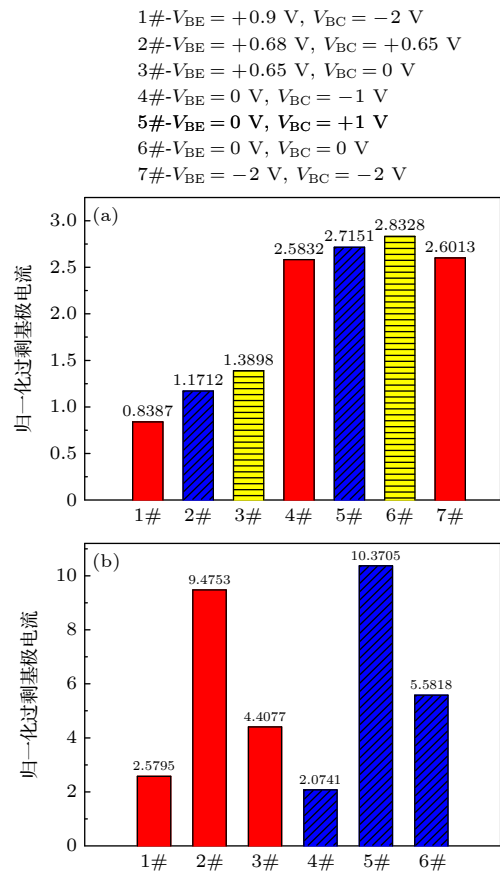 1#-V_BE = +0.9 V, V_BC = −2 V
2#-V_BE = +0.68 V, V_BC = +0.65 V
3#-V_BE = +0.65 V, V_BC = 0 V
4#-V_BE = 0 V, V_BC = −1 V
5#-V_BE = 0 V, V_BC = +1 V
6#-V_BE = 0 V, V_BC = 0 V
7#-V_BE = −2 V, V_BC = −2 V
(a)
归一化过剩基极电流
3.0
2.5
2.0
1.5
1.0
0.5
0
0.8387
1.1712
1.3898
2.5832
2.7151
2.8328
2.6013
1# 2# 3# 4# 5# 6# 7#
(b)
归一化过剩基极电流
10
8
6
4
2
0
2.5795
9.4753
4.4077
2.0741
10.3705
5.5818
1# 2# 3# 4# 5# 6#